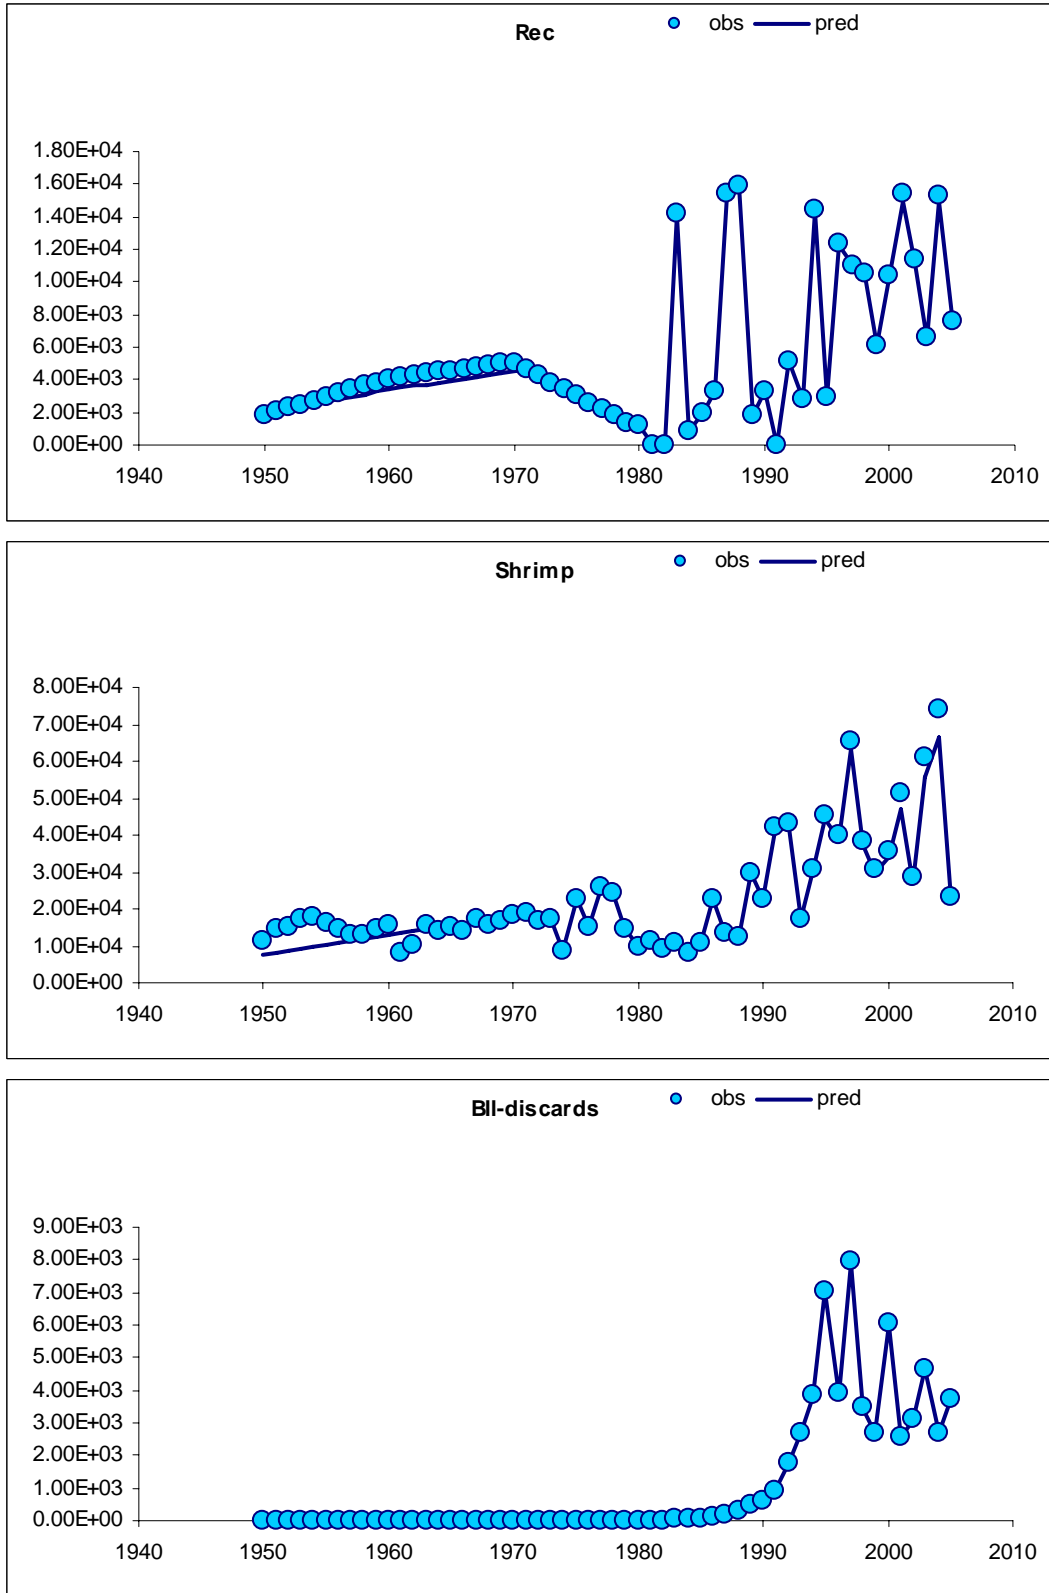 Rec
obs pred
1.80E+04
1.60E+04
1.40E+04
1.20E+04
1.00E+04
8.00E+03
6.00E+03
4.00E+03
2.00E+03
0.00E+00
1940 1950 1960 1970 1980 1990 2000 2010
Shrimp
obs pred
8.00E+04
7.00E+04
6.00E+04
5.00E+04
4.00E+04
3.00E+04
2.00E+04
1.00E+04
0.00E+00
1940 1950 1960 1970 1980 1990 2000 2010
BII-discards
obs pred
9.00E+03
8.00E+03
7.00E+03
6.00E+03
5.00E+03
4.00E+03
3.00E+03
2.00E+03
1.00E+03
0.00E+00
1940 1950 1960 1970 1980 1990 2000 2010